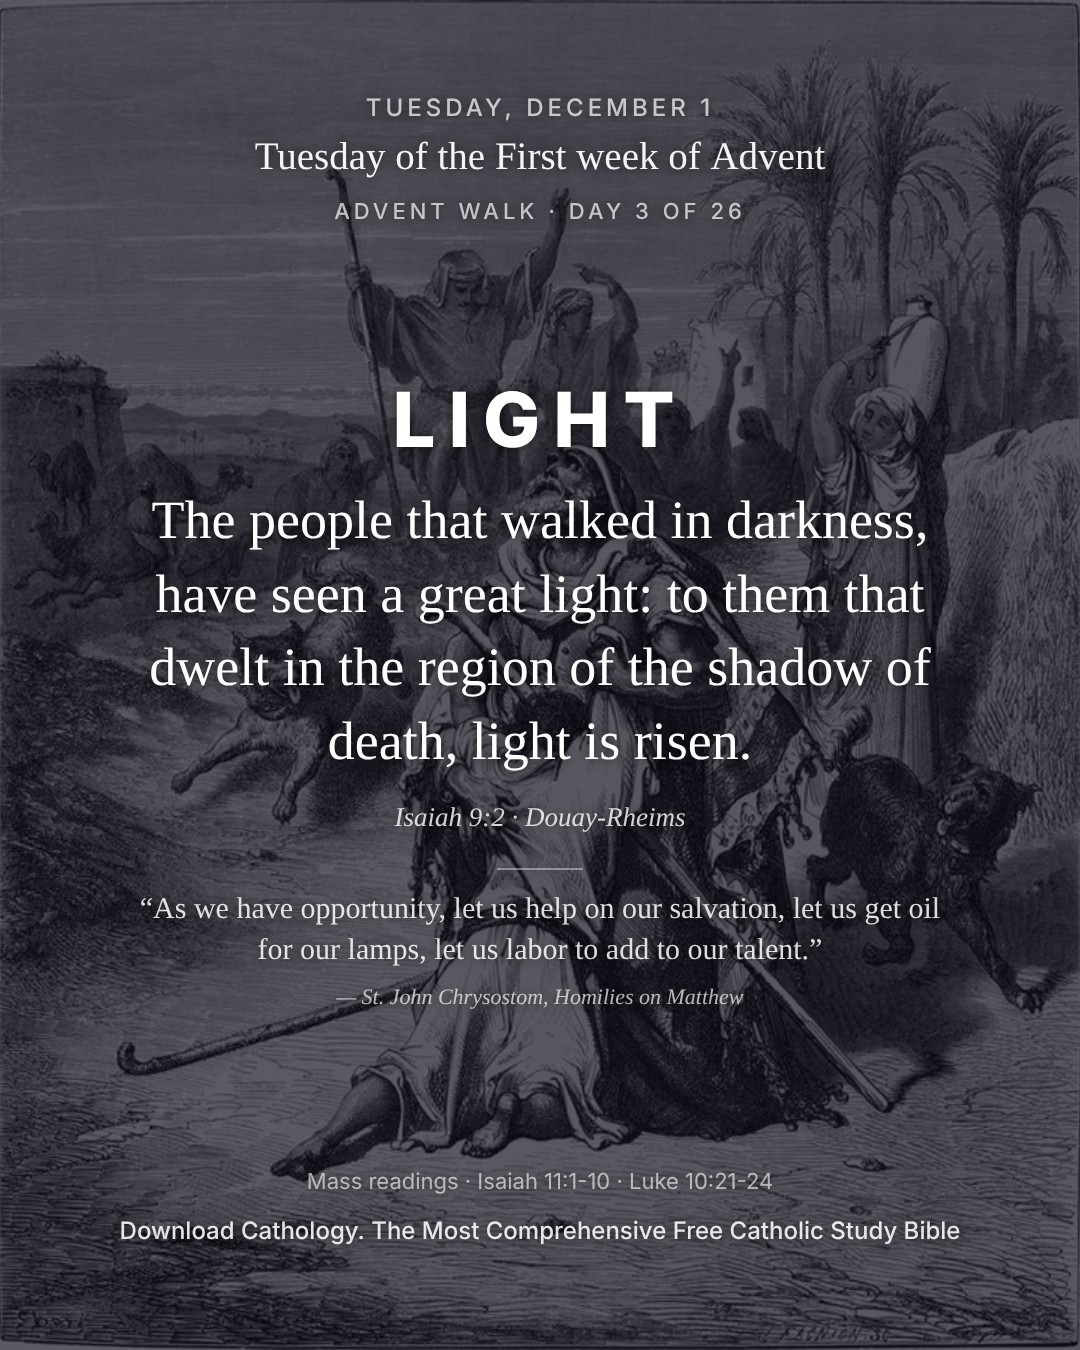 TUESDAY, DECEMBER 1
Tuesday of the First week of Advent
ADVENT WALK · DAY 3 OF 26
LIGHT
The people that walked in darkness,
have seen a great light: to them that
dwelt in the region of the shadow of
death, light is risen.
Isaiah 9:2 · Douay-Rheims
“As we have opportunity, let us help on our salvation, let us get oil
for our lamps, let us labor to add to our talent.”
— St. John Chrysostom, Homilies on Matthew
Mass readings · Isaiah 11:1-10 · Luke 10:21-24
Download Cathology. The Most Comprehensive Free Catholic Study Bible